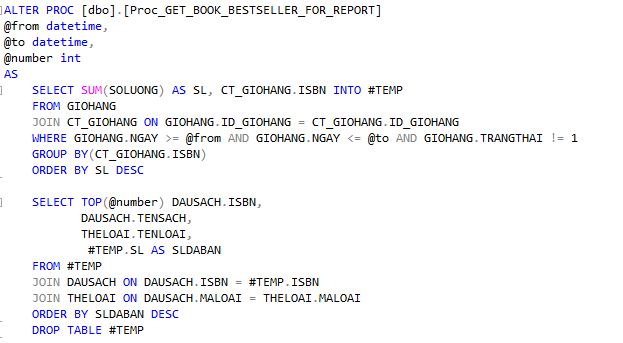 ALTER PROC [dbo].[Proc_GET_BOOK_BESTSELLER_FOR_REPORT]
@from datetime,
@to datetime,
@number int
AS
SELECT SUM(SOLUONG) AS SL, CT_GIOHANG.ISBN INTO #TEMP
FROM GIOHANG
JOIN CT_GIOHANG ON GIOHANG.ID_GIOHANG = CT_GIOHANG.ID_GIOHANG
WHERE GIOHANG.NGAY >= @from AND GIOHANG.NGAY <= @to AND GIOHANG.TRANGTHAI != 1
GROUP BY(CT_GIOHANG.ISBN)
ORDER BY SL DESC
SELECT TOP(@number) DAUSACH.ISBN,
DAUSACH.TENSACH,
THELOAI.TENLOAI,
#TEMP.SL AS SLDABAN
FROM #TEMP
JOIN DAUSACH ON DAUSACH.ISBN = #TEMP.ISBN
JOIN THELOAI ON DAUSACH.MALOAI = THELOAI.MALOAI
ORDER BY SLDABAN DESC
DROP TABLE #TEMP